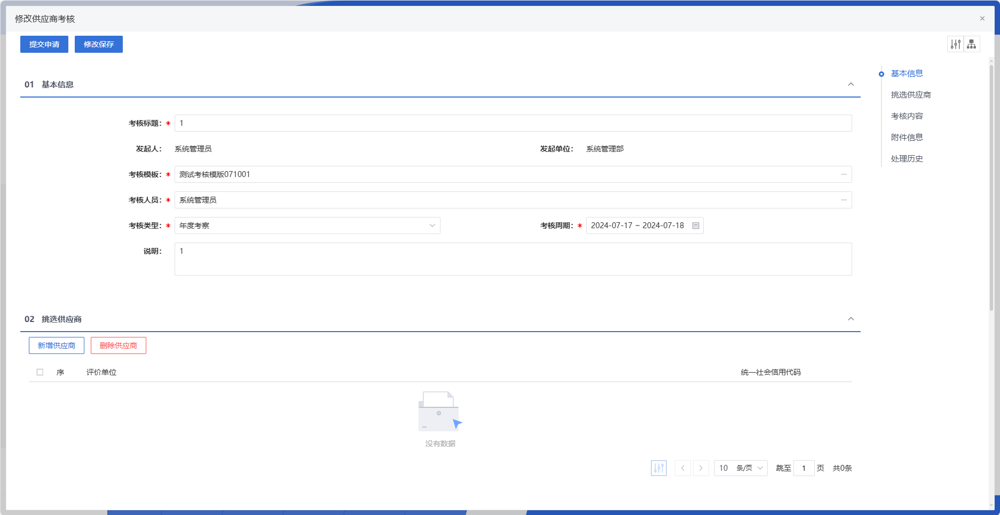 修改供应商考核
提交申请 修改保存
01 基本信息
考核标题：* 1
发起人： 系统管理员 发起单位： 系统管理部
考核模板：* 测试考核模版071001 ...
考核人员：* 系统管理员 ...
考核类型：* 年度考察 考核周期：* 2024-07-17 ~ 2024-07-18
说明： 1
02 挑选供应商
新增供应商 删除供应商
序 评价单位 统一社会信用代码
没有数据
10 条/页 跳至 1 页 共0条
基本信息
挑选供应商
考核内容
附件信息
处理历史